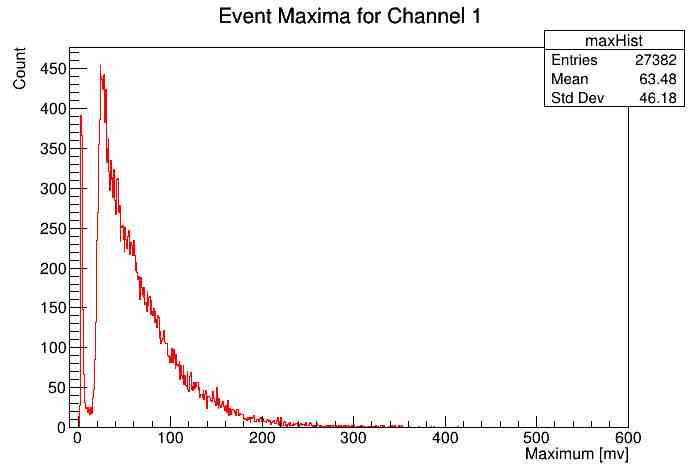 Event Maxima for Channel 1
maxHist
Entries 27382
Mean 63.48
Std Dev 46.18
Count
450
400
350
300
250
200
150
100
50
0
0 100 200 300 400 500 600
Maximum [mv]